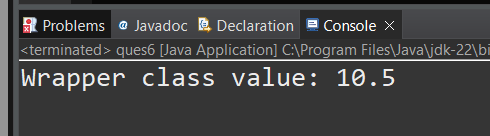 Problems @ Javadoc Declaration Console ×
<terminated> ques6 [Java Application] C:\Program Files\Java\jdk-22\bi
Wrapper class value: 10.5